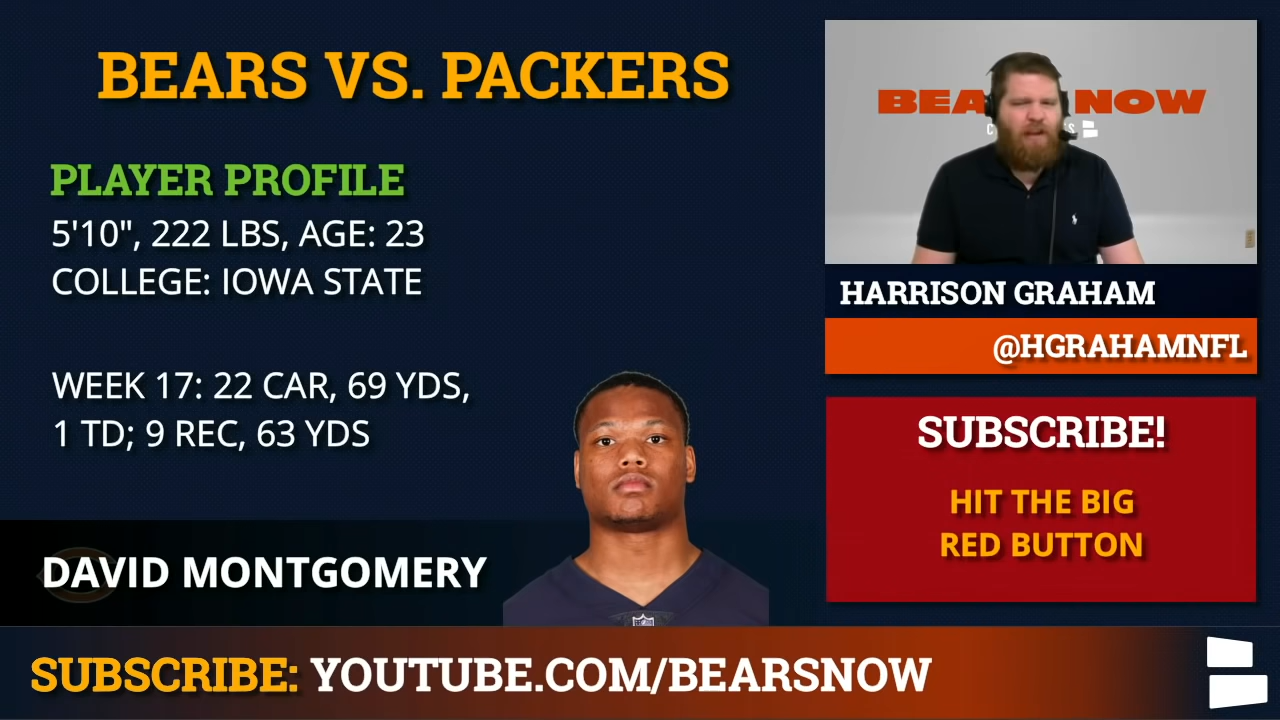 BEARS VS. PACKERS
PLAYER PROFILE
5'10", 222 LBS, AGE: 23
COLLEGE: IOWA STATE
WEEK 17: 22 CAR, 69 YDS,
1 TD; 9 REC, 63 YDS
DAVID MONTGOMERY
NOW
HARRISON GRAHAM
@HGRAHAMNFL
SUBSCRIBE!
HIT THE BIG
RED BUTTON
SUBSCRIBE: YOUTUBE.COM/BEARSNOW